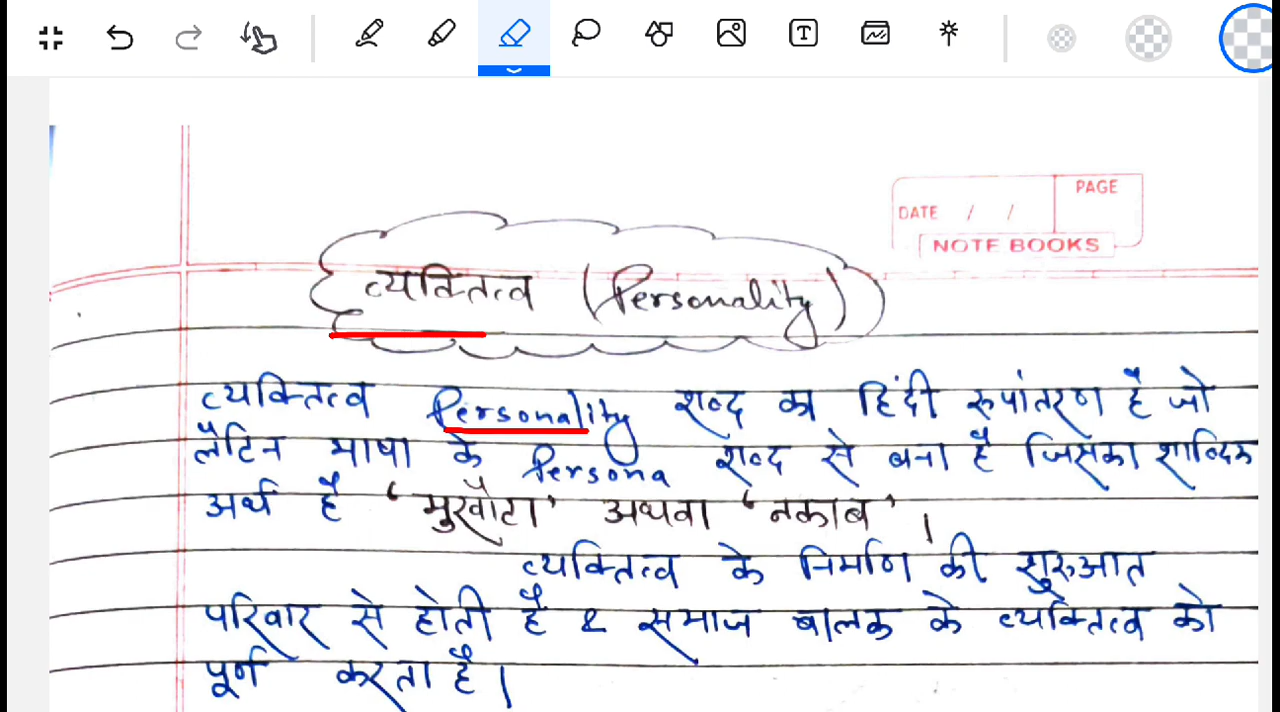 PAGE
DATE / /
NOTE BOOKS
व्यक्तित्व (Personality)
व्यक्तित्व Personality शब्द का हिंदी रुपांतरण है जो
लैटिन भाषा के Persona शब्द से बना है जिसका शाब्दिक
अर्थ है 'मुखौटा' अथवा 'नकाब'।
व्यक्तित्व के निर्माण की शुरुआत
परिवार से होती है & समाज बालक के व्यक्तित्व को
पूर्ण करता है।